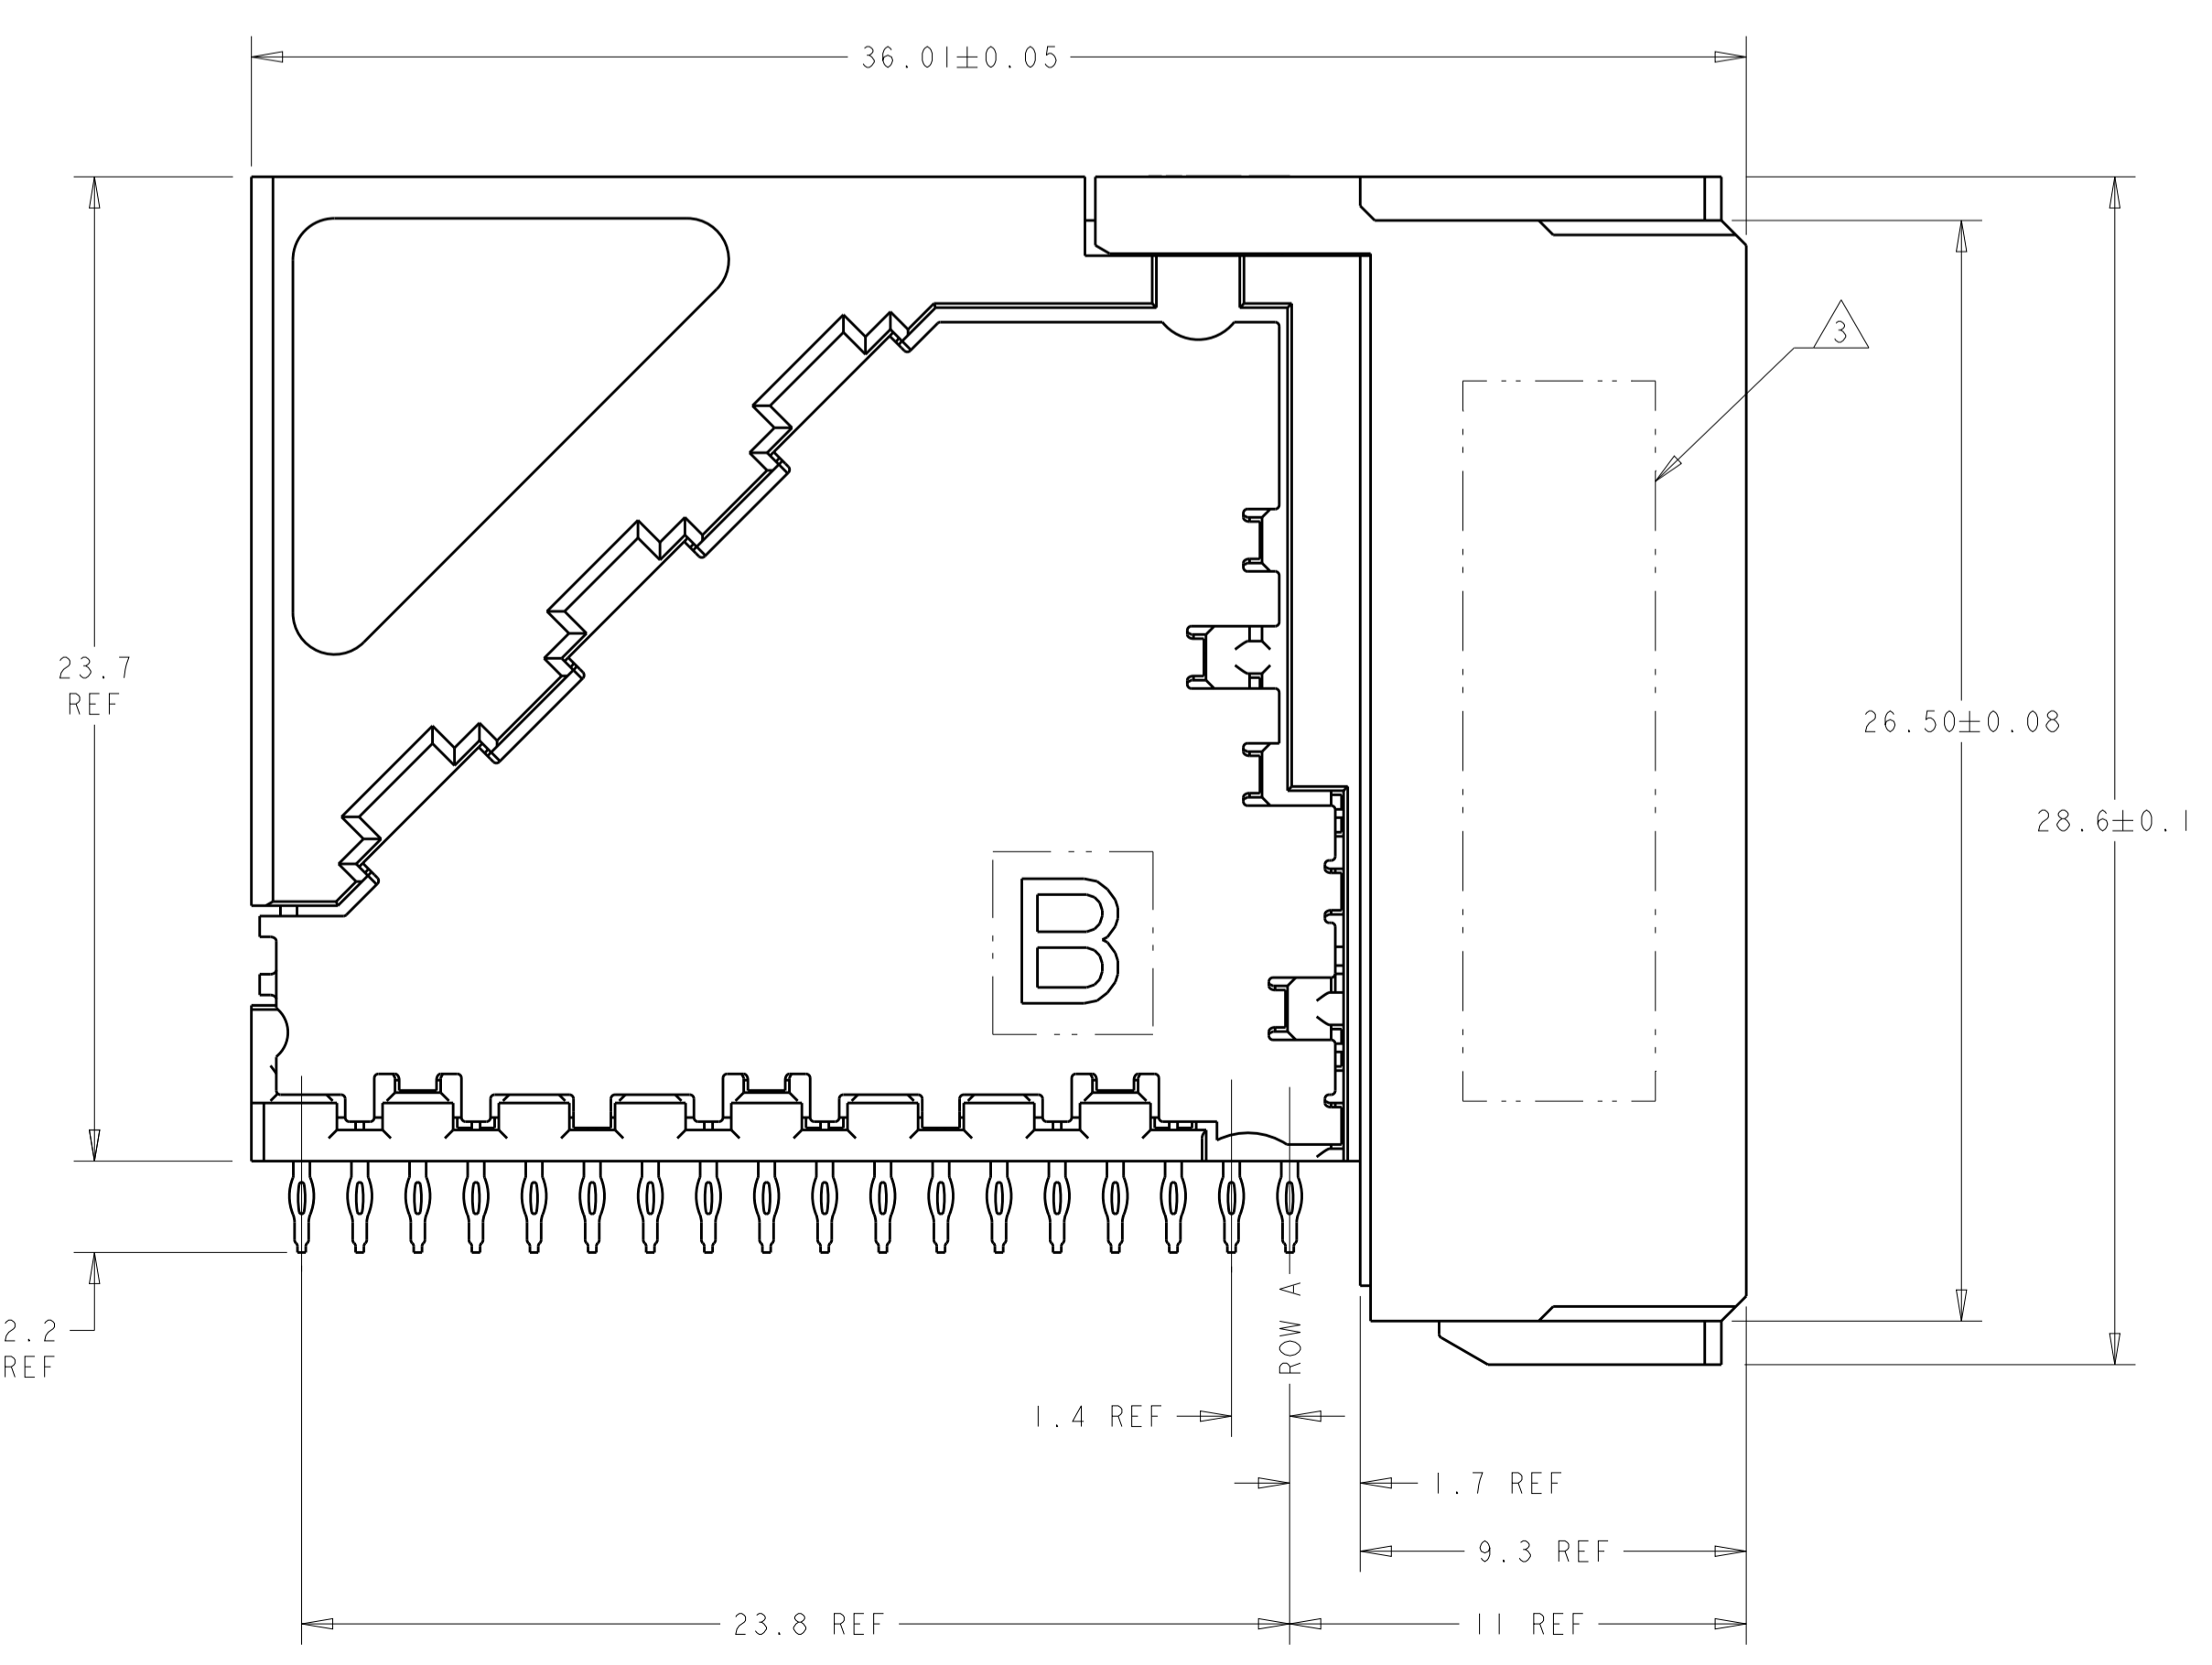 36.01±0.05
3
23.7
REF
26.50±0.08
28.6±0.1
B
2.2
REF
ROW A
1.4 REF
1.7 REF
9.3 REF
23.8 REF
11 REF